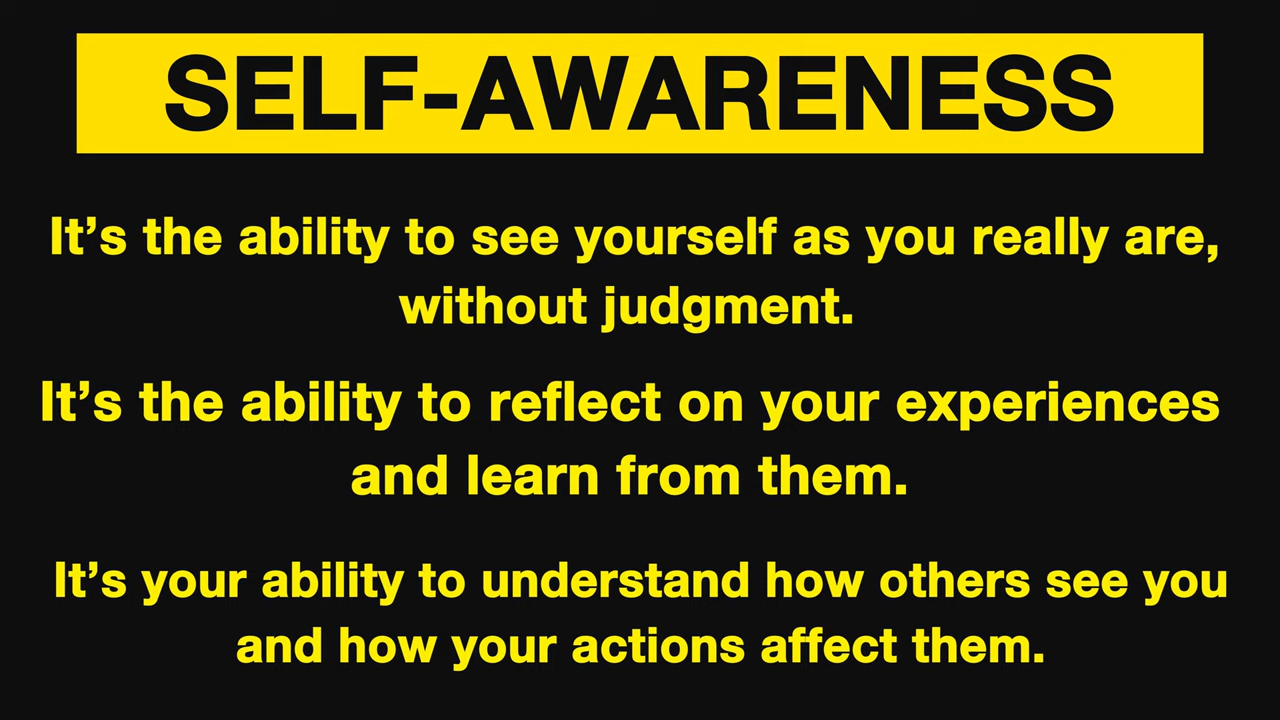 SELF-AWARENESS
It’s the ability to see yourself as you really are,
without judgment.
It’s the ability to reflect on your experiences
and learn from them.
It’s your ability to understand how others see you
and how your actions affect them.